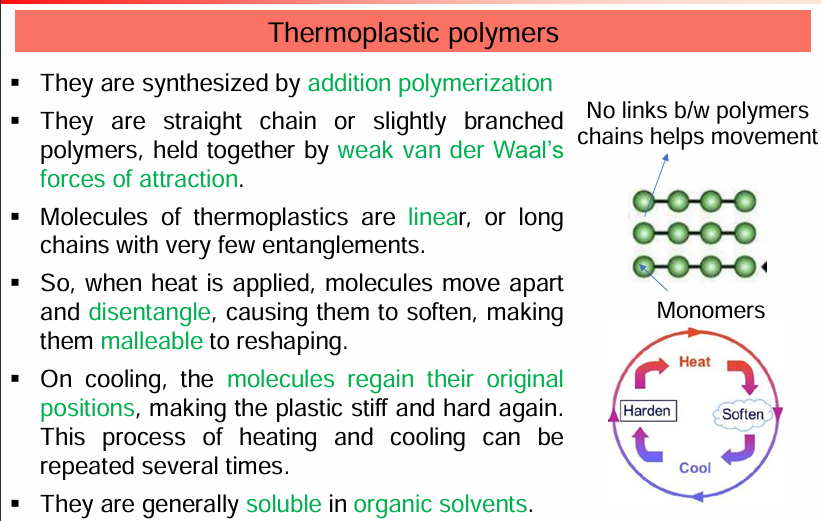 Thermoplastic polymers
▪ They are synthesized by addition polymerization
▪ They are straight chain or slightly branched
polymers, held together by weak van der Waal's
forces of attraction.
▪ Molecules of thermoplastics are linear, or long
chains with very few entanglements.
▪ So, when heat is applied, molecules move apart
and disentangle, causing them to soften, making
them malleable to reshaping.
▪ On cooling, the molecules regain their original
positions, making the plastic stiff and hard again.
This process of heating and cooling can be
repeated several times.
▪ They are generally soluble in organic solvents.
No links b/w polymers
chains helps movement
Monomers
Heat
Harden
Soften
Cool